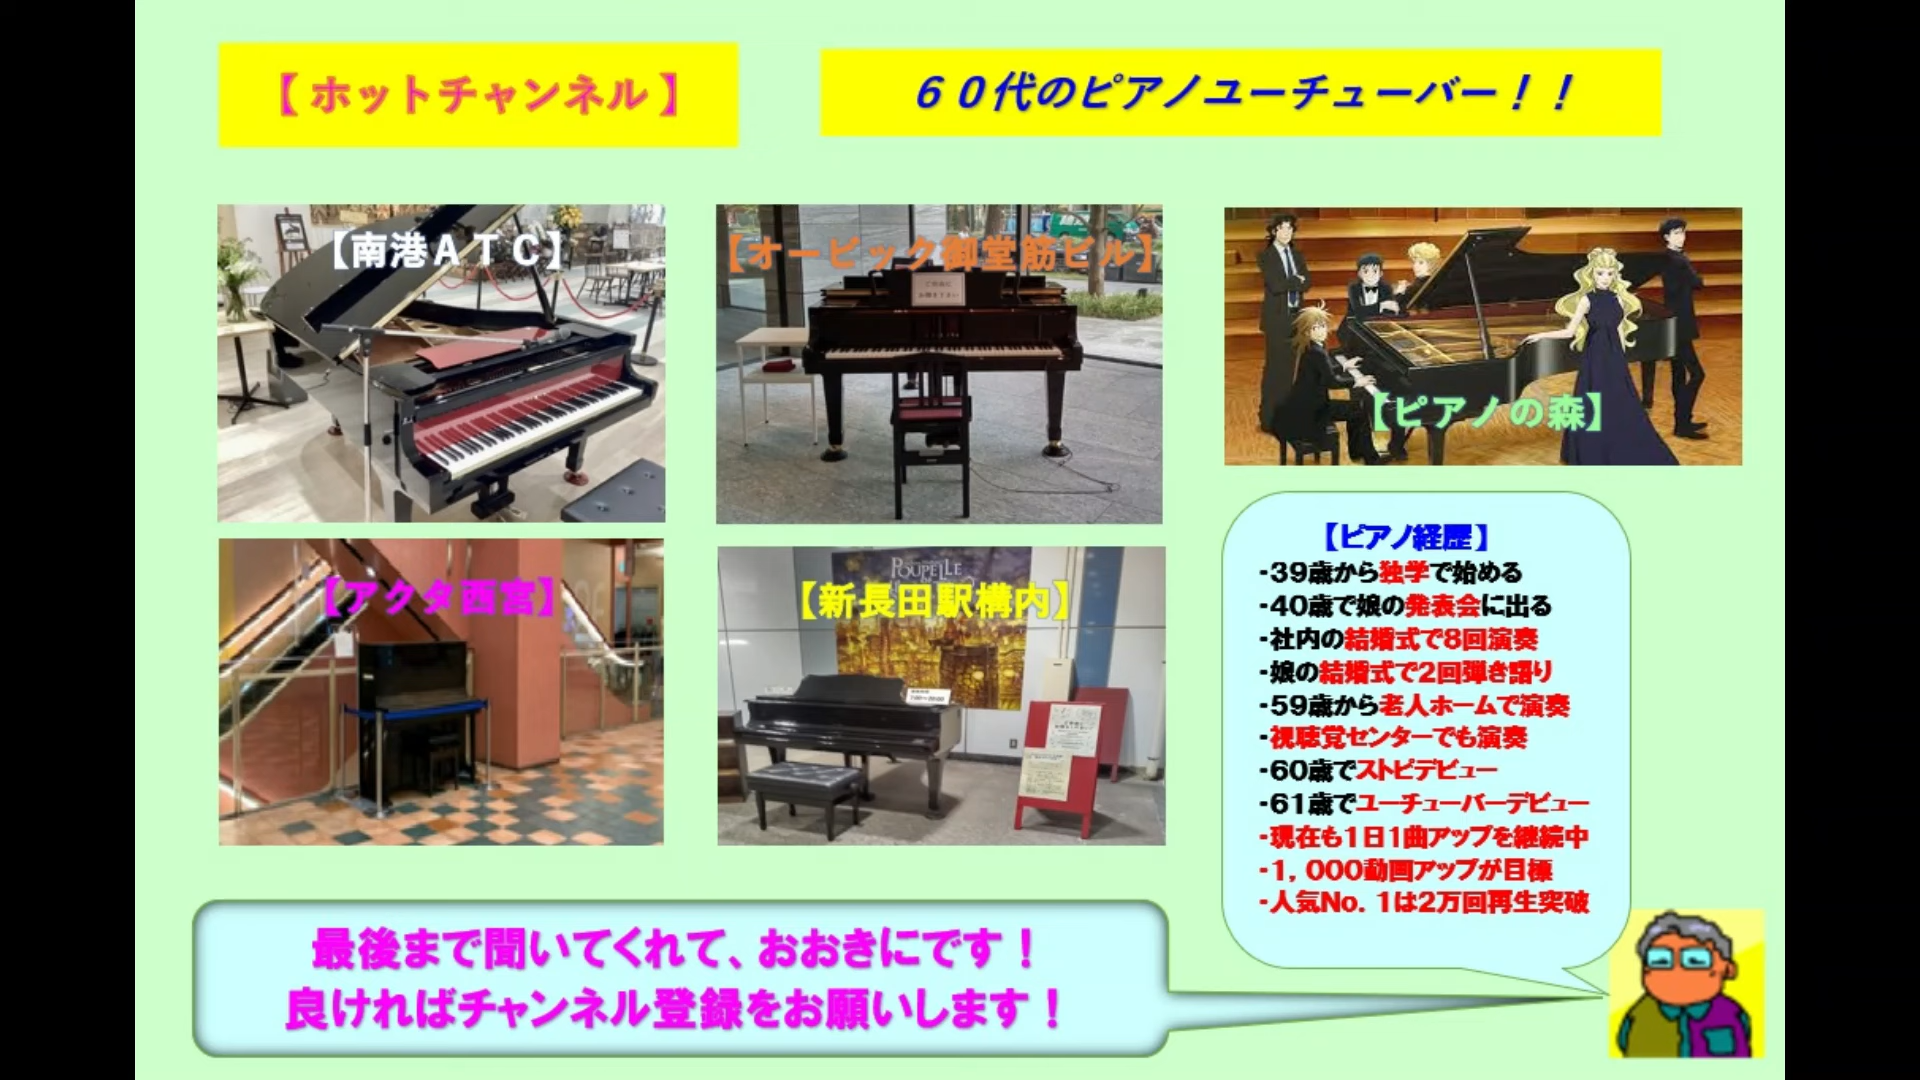 【ホットチャンネル】
６０代のピアノユーチューバー！！
【南港ＡＴＣ】
【オービック御堂筋ビル】
【ピアノの森】
【アクタ西宮】
POUPELLE
【新長田駅構内】
【ピアノ経歴】
・39歳から独学で始める
・40歳で娘の発表会に出る
・社内の結婚式で8回演奏
・娘の結婚式で2回弾き語り
・59歳から老人ホームで演奏
・視聴覚センターでも演奏
・60歳でストピデビュー
・61歳でユーチューバーデビュー
・現在も1日1曲アップを継続中
・1，000動画アップが目標
・人気No．1は2万回再生突破
最後まで聞いてくれて、おおきにです！
良ければチャンネル登録をお願いします！